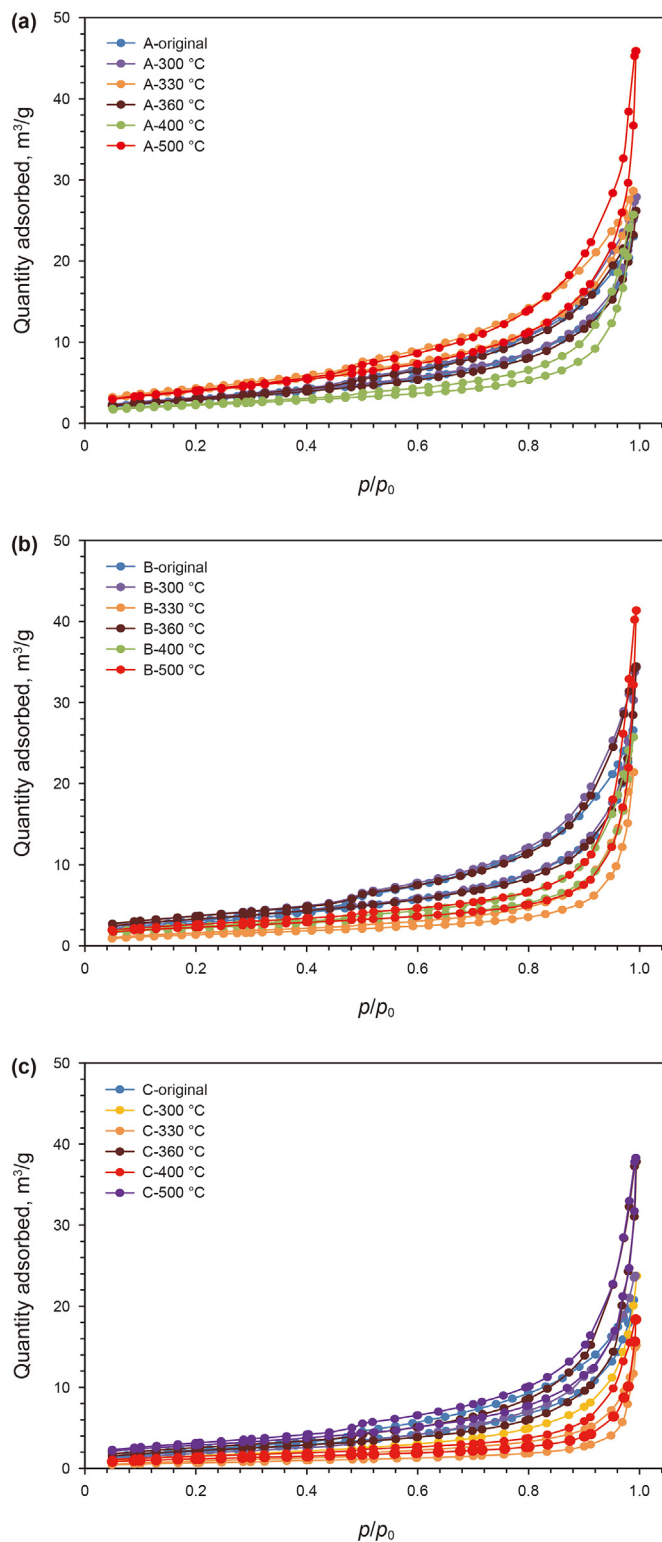 (a)
50
A-original
A-300 °C
A-330 °C
A-360 °C
A-400 °C
A-500 °C
40
30
20
10
0
Quantity adsorbed, m³/g
0 0.2 0.4 0.6 0.8 1.0
p/p₀
(b)
50
B-original
B-300 °C
B-330 °C
B-360 °C
B-400 °C
B-500 °C
40
30
20
10
0
Quantity adsorbed, m³/g
0 0.2 0.4 0.6 0.8 1.0
p/p₀
(c)
50
C-original
C-300 °C
C-330 °C
C-360 °C
C-400 °C
C-500 °C
40
30
20
10
0
Quantity adsorbed, m³/g
0 0.2 0.4 0.6 0.8 1.0
p/p₀